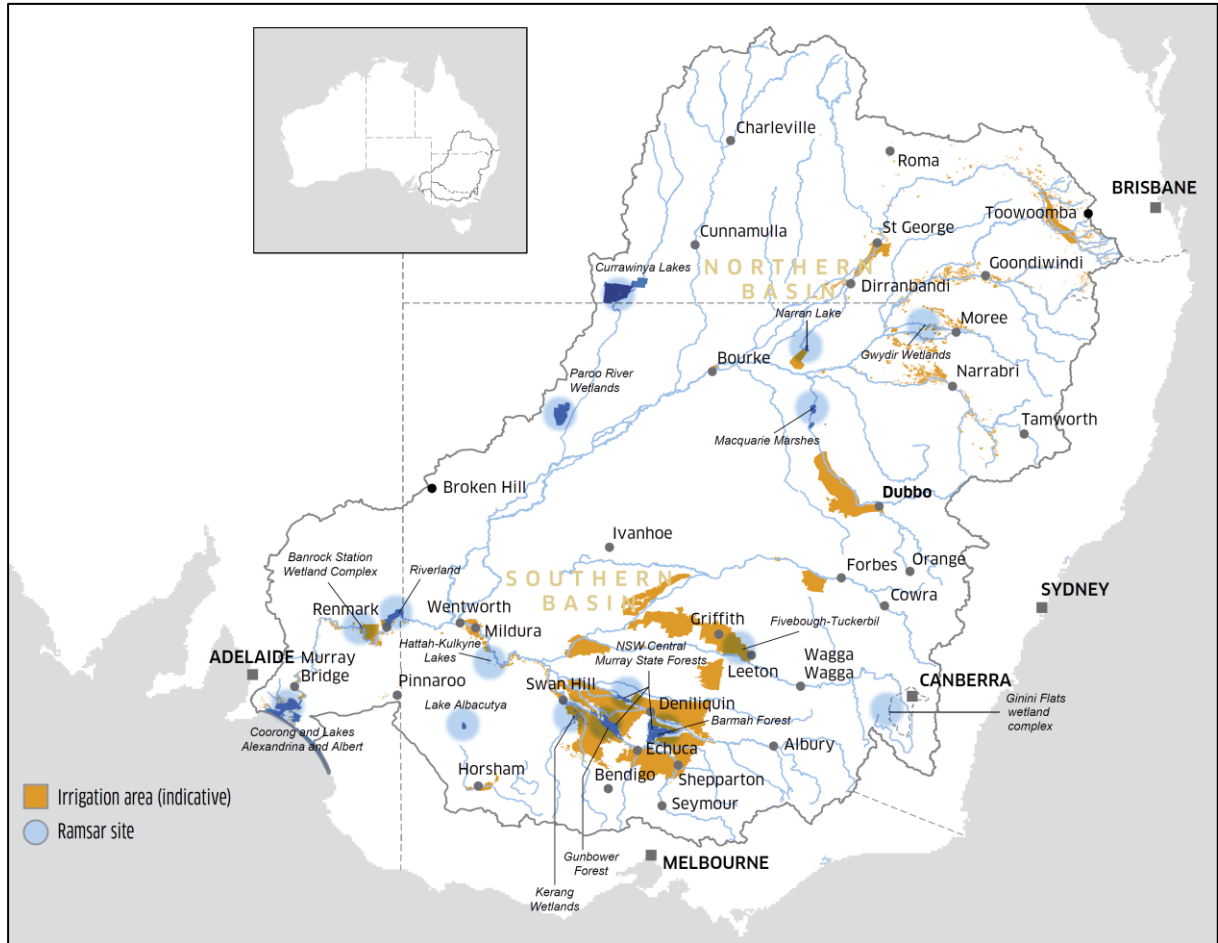 Charleville
Roma
BRISBANE
Toowoomba
Cunnamulla
St George
Currawinya Lakes
NORTHERN
BASIN
Goondiwindi
Dirranbandi
Narran Lake
Moree
Gwydir Wetlands
Bourke
Paroo River
Wetlands
Narrabri
Macquarie Marshes
Tamworth
Broken Hill
Dubbo
Ivanhoe
Banrock Station
Wetland Complex
Riverland
SOUTHERN
BASIN
Forbes
Orange
Cowra
SYDNEY
Renmark
Wentworth
Mildura
Griffith
Fivebough-Tuckerbil
Hattah-Kulkyne
Lakes
NSW Central
Murray State Forests
ADELAIDE
Murray
Bridge
Pinnaroo
Swan Hill
Leeton
Wagga
Wagga
CANBERRA
Ginini Flats
wetland
complex
Lake Albacutya
Deniliquin
Barmah Forest
Coorong and Lakes
Alexandrina and Albert
Echuca
Albury
Horsham
Bendigo
Shepparton
Seymour
Irrigation area (indicative)
Ramsar site
Gunbower
Forest
MELBOURNE
Kerang
Wetlands